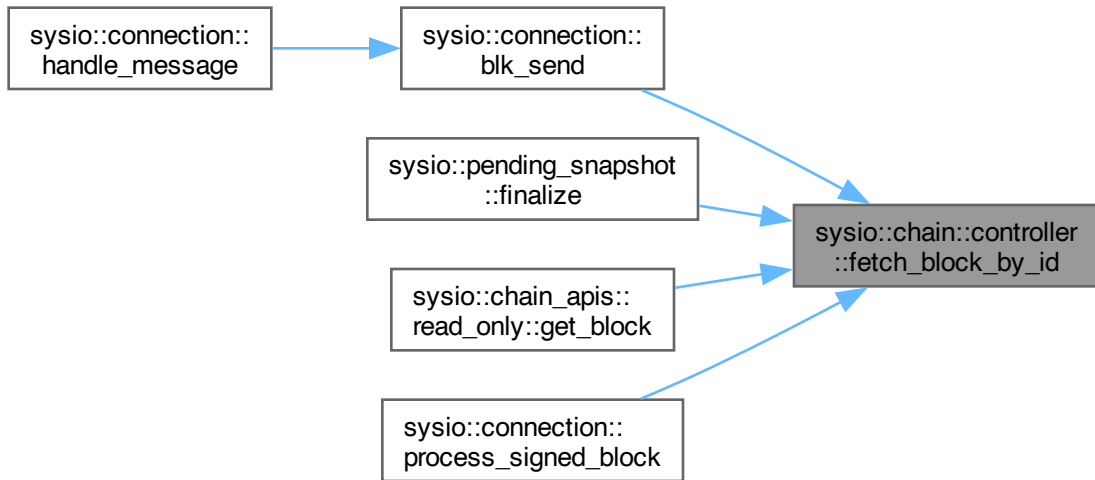 sysio::connection::
handle_message
sysio::connection::
blk_send
sysio::pending_snapshot
::finalize
sysio::chain_apis::
read_only::get_block
sysio::connection::
process_signed_block
sysio::chain::controller
::fetch_block_by_id